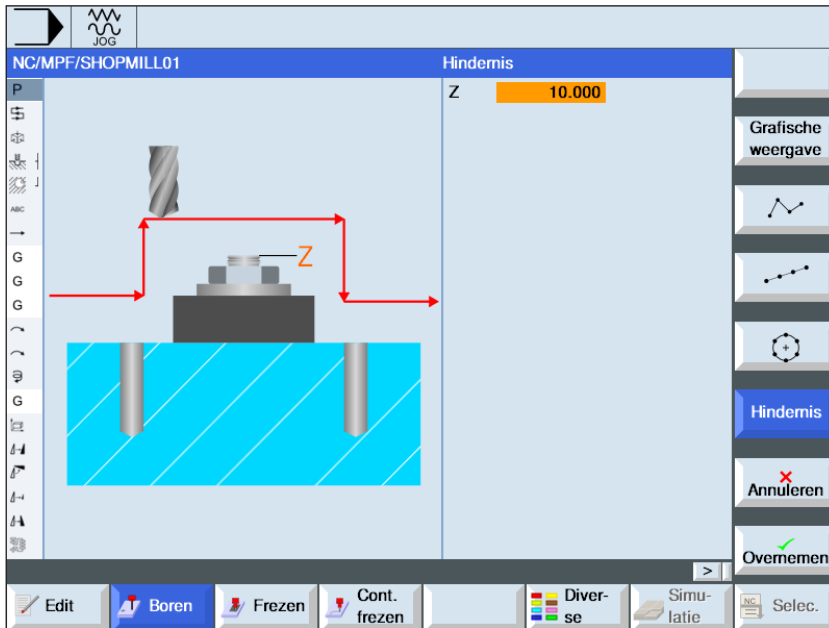 JOG
NC/MPF/SHOPMILL01
Hindernis
Z 10.000
P
ABC
G
G
G
G
Z
Grafische
weergave
Hindernis
Annuleren
Overnemen
>
Edit
Boren
Frezen
Cont.
frezen
Diver-
se
Simu-
latie
NC
Selec.